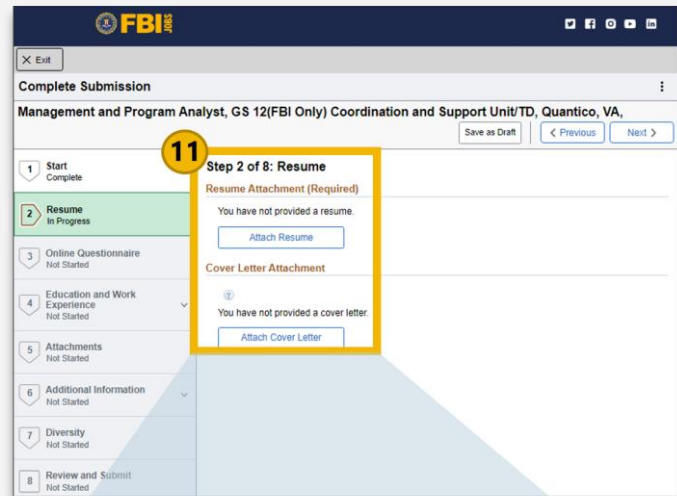 FBI JOBS
X Exit
Complete Submission
Management and Program Analyst, GS 12(FBI Only) Coordination and Support Unit/TD, Quantico, VA,
Save as Draft
< Previous
Next >
1
Start
Complete
2
Resume
In Progress
3
Online Questionnaire
Not Started
4
Education and Work
Experience
Not Started
5
Attachments
Not Started
6
Additional Information
Not Started
7
Diversity
Not Started
8
Review and Submit
Not Started
11
Step 2 of 8: Resume
Resume Attachment (Required)
You have not provided a resume.
Attach Resume
Cover Letter Attachment
You have not provided a cover letter.
Attach Cover Letter